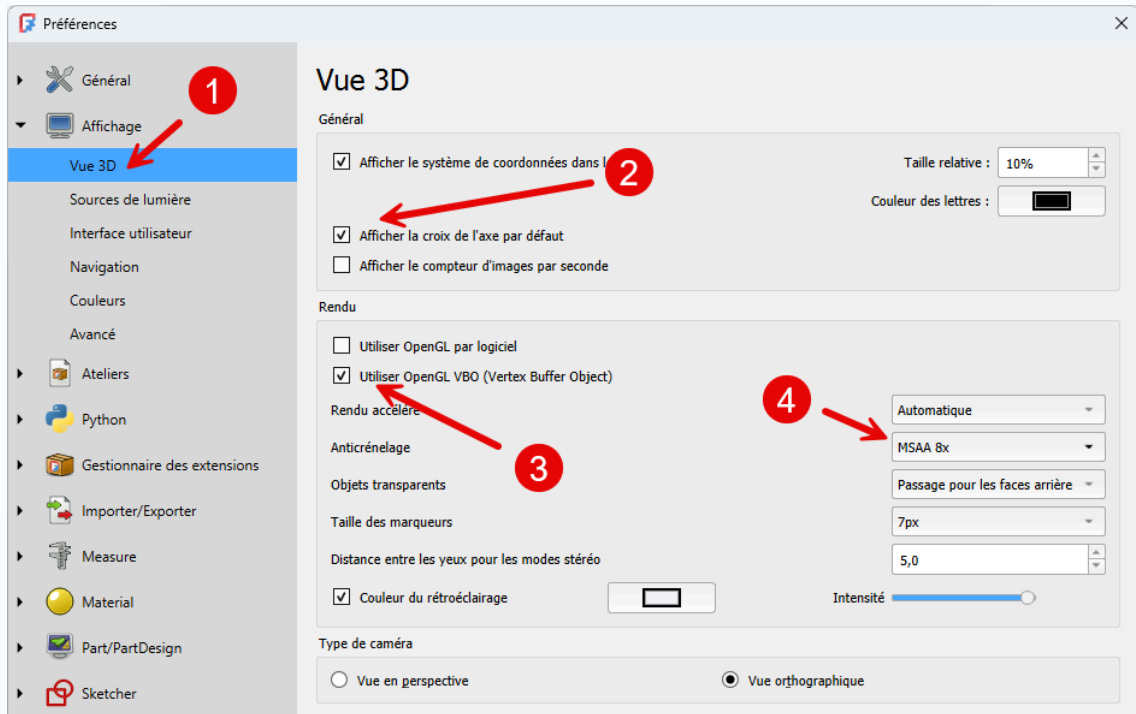 Préférences
Général
Affichage
Vue 3D
Sources de lumière
Interface utilisateur
Navigation
Couleurs
Avancé
Ateliers
Python
Gestionnaire des extensions
Importer/Exporter
Measure
Material
Part/PartDesign
Sketcher
1
Vue 3D
Général
Afficher le système de coordonnées dans
2
Taille relative : 10%
Couleur des lettres :
Afficher la croix de l'axe par défaut
Afficher le compteur d'images par seconde
Rendu
Utiliser OpenGL par logiciel
Utiliser OpenGL VBO (Vertex Buffer Object)
Rendu accéléré Automatique
4
Anticrénelage MSAA 8x
3
Objets transparents Passage pour les faces arrière
Taille des marqueurs 7px
Distance entre les yeux pour les modes stéréo 5,0
Couleur du rétroéclairage Intensité
Type de caméra
Vue en perspective Vue orthographique